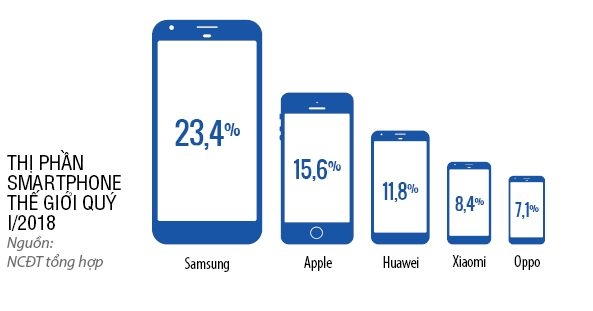 THỊ PHẦN
SMARTPHONE
THẾ GIỚI QUÝ
I/2018
Nguồn:
NCĐT tổng hợp
23,4%
15,6%
11,8%
8,4%
7,1%
Samsung
Apple
Huawei
Xiaomi
Oppo